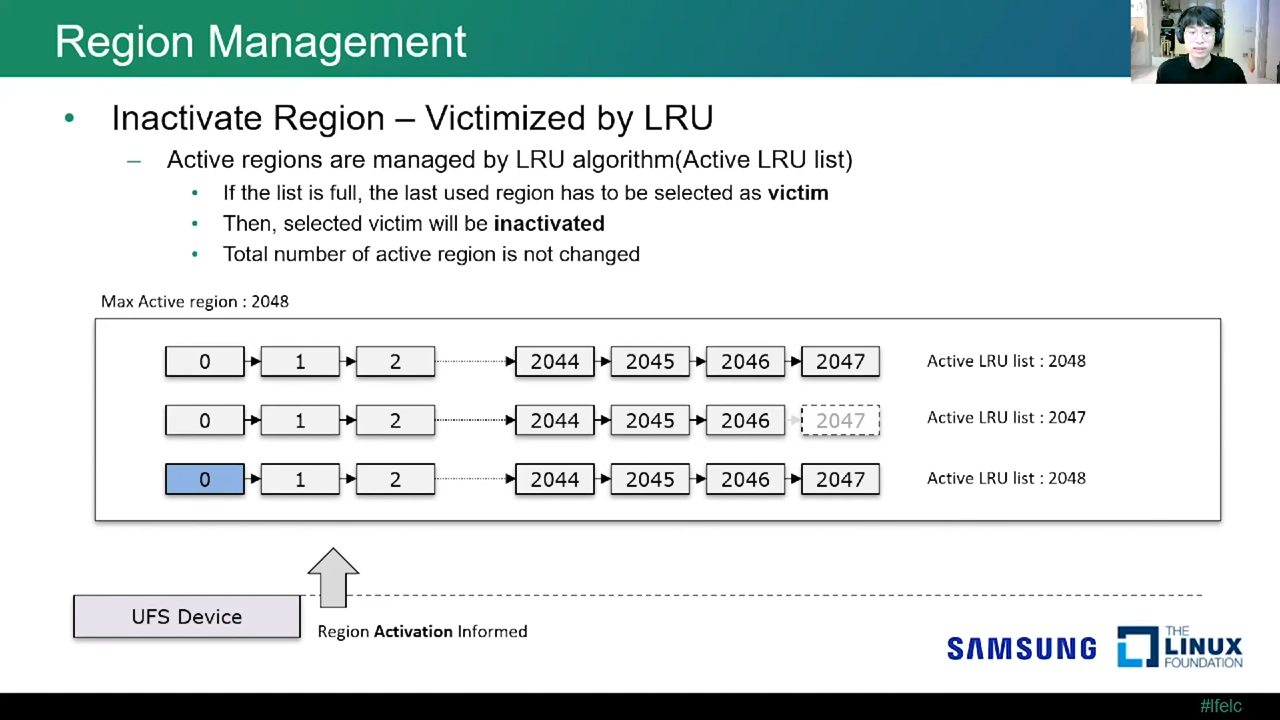 Region Management
• Inactivate Region – Victimized by LRU
– Active regions are managed by LRU algorithm(Active LRU list)
• If the list is full, the last used region has to be selected as victim
• Then, selected victim will be inactivated
• Total number of active region is not changed
Max Active region : 2048
0 1 2 2044 2045 2046 2047 Active LRU list : 2048
0 1 2 2044 2045 2046 2047 Active LRU list : 2047
0 1 2 2044 2045 2046 2047 Active LRU list : 2048
UFS Device
Region Activation Informed
SAMSUNG
THE
LINUX
FOUNDATION
#lfelc